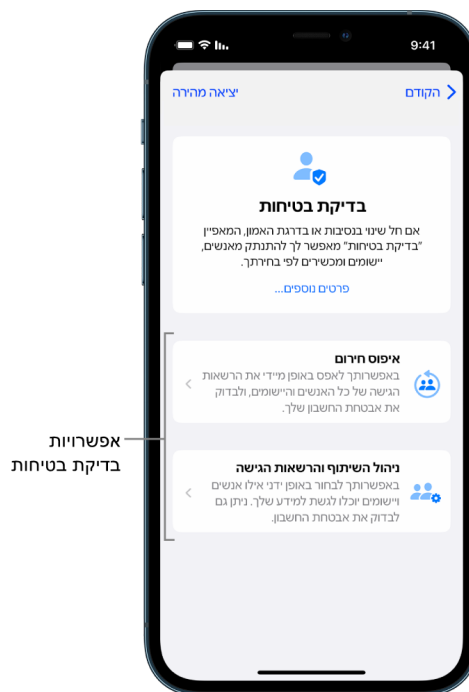 9:41
הקודם
יציאה מהירה
בדיקת בטיחות
אם חל שינוי בנסיבות או בדרגת האמון, המאפיין
"בדיקת בטיחות" מאפשר לך להתנתק מאנשים,
יישומים ומכשירים לפי בחירתך.
פרטים נוספים...
איפוס חירום
באפשרותך לאפס באופן מיידי את הרשאות
הגישה של כל האנשים והיישומים, ולבדוק
את אבטחת החשבון שלך.
ניהול השיתוף והרשאות הגישה
באפשרותך לבחור באופן ידני אילו אנשים
ויישומים יוכלו לגשת למידע שלך. ניתן גם
לבדוק את אבטחת החשבון.
אפשרויות
בדיקת בטיחות